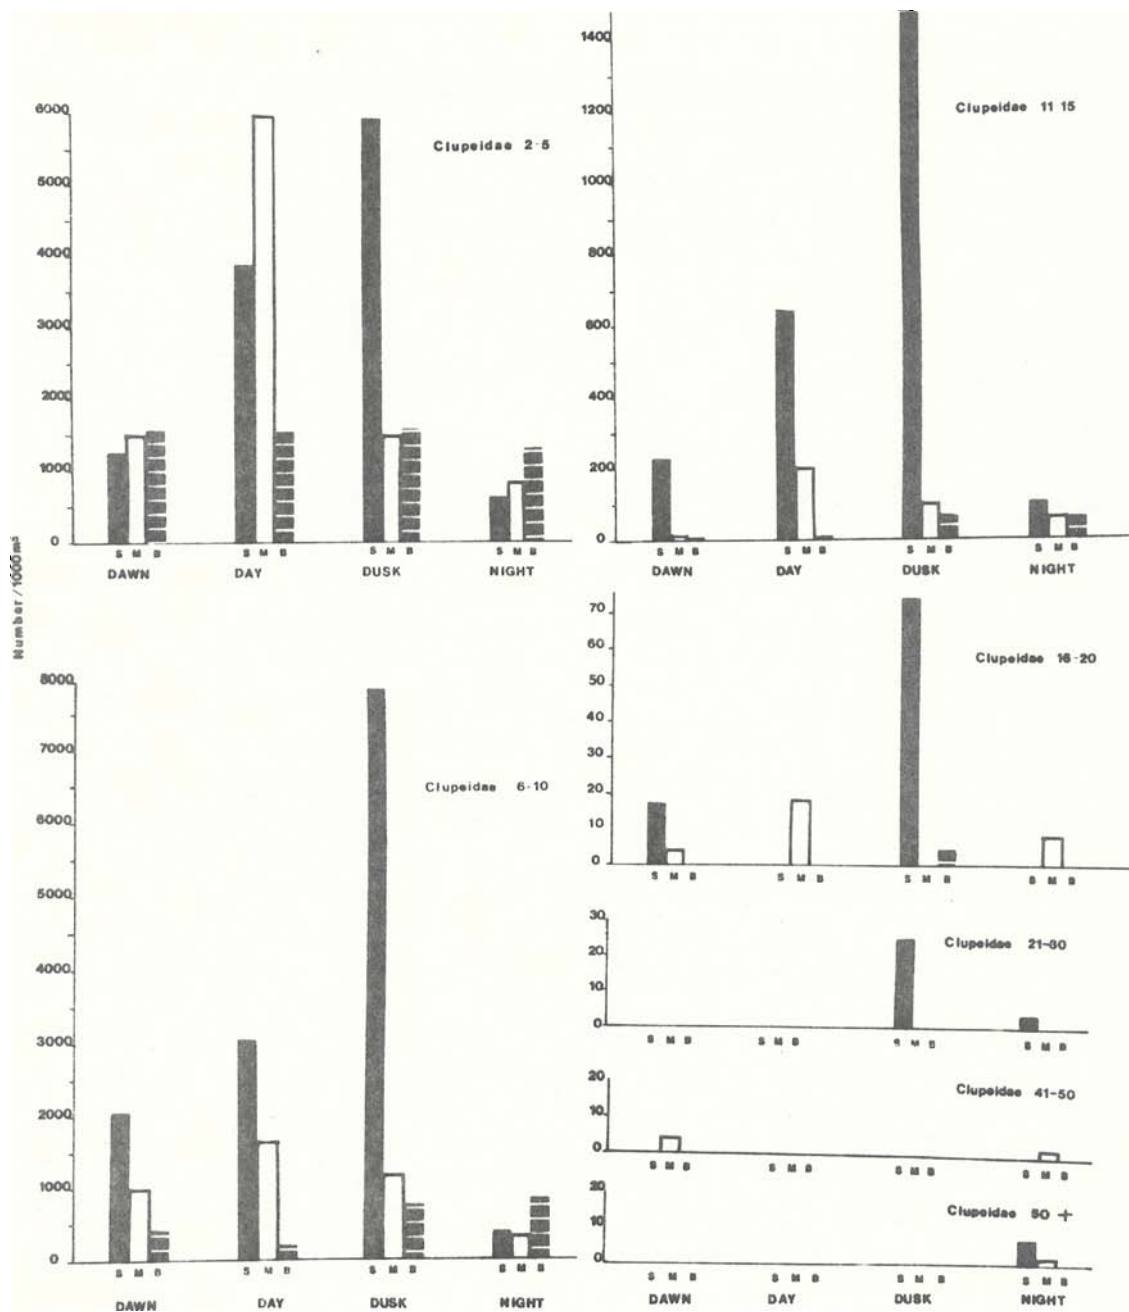 Number/1000m³
6000
5000
4000
3000
2000
1000
0
Clupeidae 2-5
S M B S M B S M B S M B
DAWN DAY DUSK NIGHT
8000
7000
6000
5000
4000
3000
2000
1000
0
Clupeidae 6-10
S M B S M B S M B S M B
DAWN DAY DUSK NIGHT
1400
1200
1000
800
600
400
200
0
Clupeidae 11 15
S M B S M B S M B S M B
DAWN DAY DUSK NIGHT
70
60
50
40
30
20
10
0
Clupeidae 16-20
S M B S M B S M B S M B
30
20
10
0
Clupeidae 21-30
S M B S M B S M B S M B
20
10
0
Clupeidae 41-50
S M B S M B S M B S M B
20
10
0
Clupeidae 50 +
S M B S M B S M B S M B
DAWN DAY DUSK NIGHT